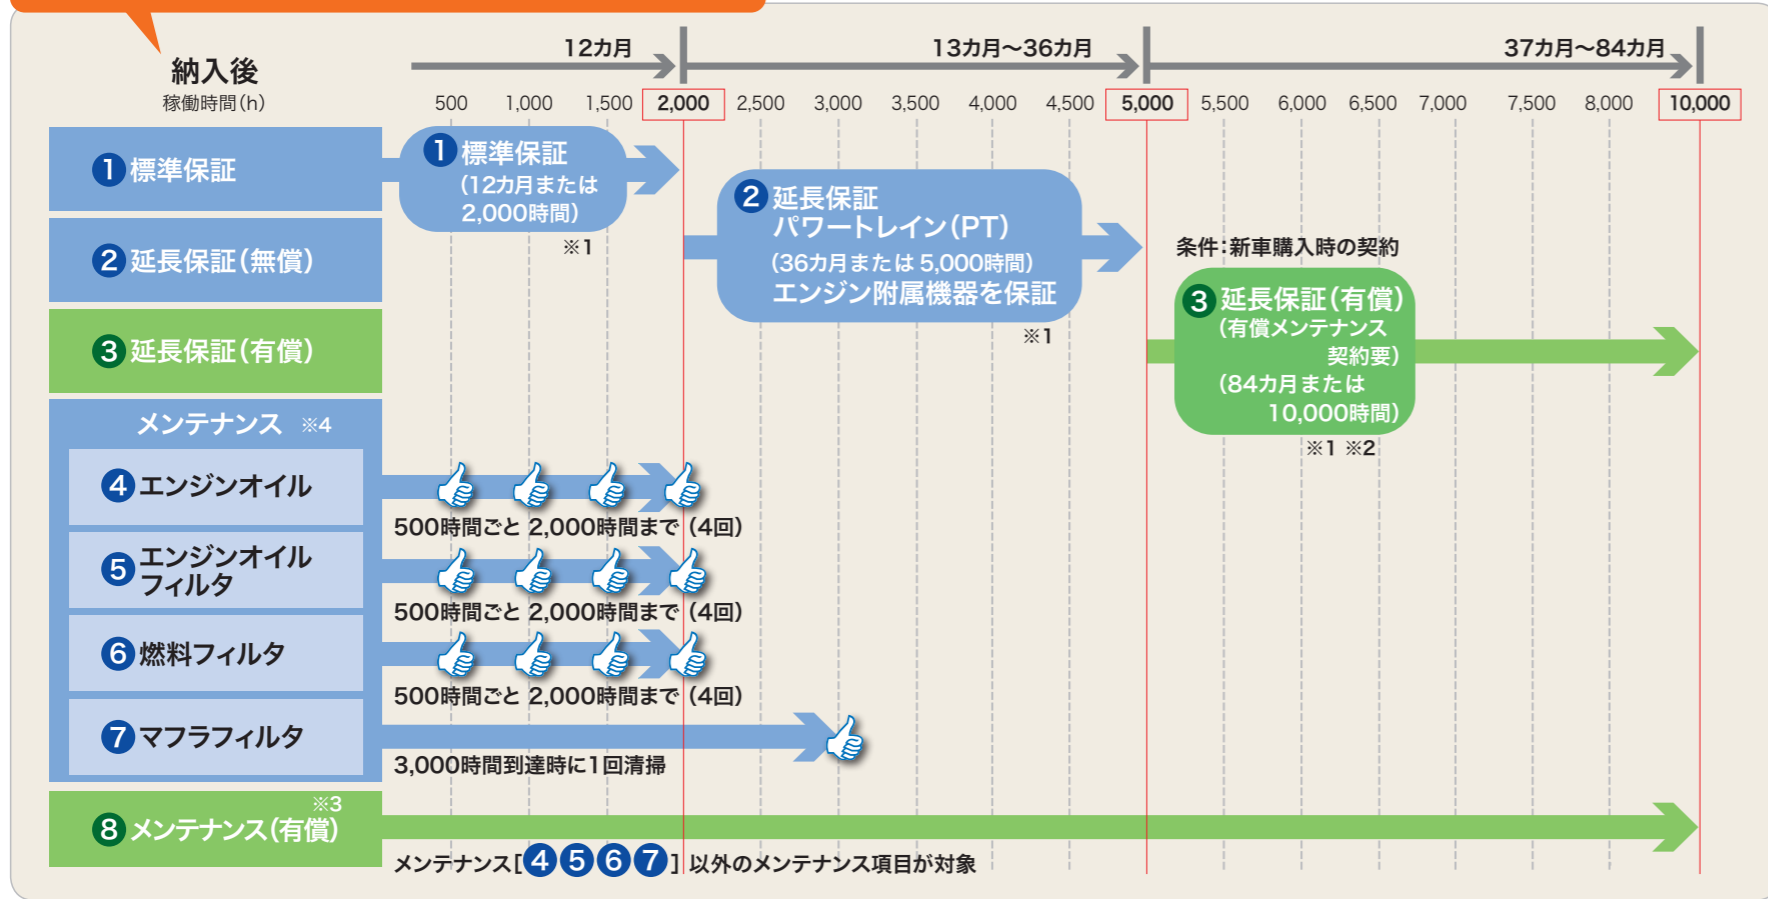 12カ月
13カ月～36カ月
37カ月～84カ月
納入後
稼働時間(h)
500 1,000 1,500 2,000 2,500 3,000 3,500 4,000 4,500 5,000 5,500 6,000 6,500 7,000 7,500 8,000 10,000
❶標準保証
❶標準保証
(12カ月または
2,000時間)
※1
❷延長保証(無償)
❷延長保証
パワートレイン(PT)
(36カ月または 5,000時間)
エンジン附属機器を保証
※1
❸延長保証(有償)
条件:新車購入時の契約
❸延長保証(有償)
(有償メンテナンス
契約要)
(84カ月または
10,000時間)
※1 ※2
メンテナンス ※4
❹エンジンオイル
500時間ごと 2,000時間まで (4回)
❺エンジンオイル
フィルタ
500時間ごと 2,000時間まで (4回)
❻燃料フィルタ
500時間ごと 2,000時間まで (4回)
❼マフラフィルタ
3,000時間到達時に1回清掃
※3
❽メンテナンス(有償)
メンテナンス[❹❺❻❼] 以外のメンテナンス項目が対象